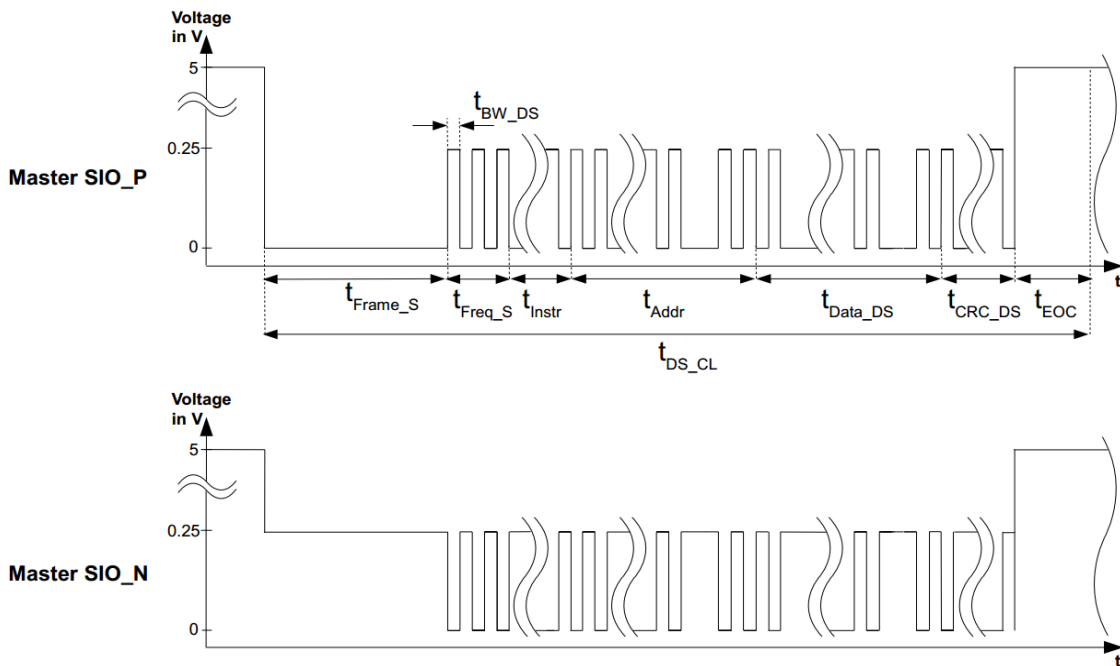 Voltage
in V
5
t_BW_DS
0.25
Master SIO_P
0
t
t_Frame_S
t_Freq_S
t_Instr
t_Addr
t_Data_DS
t_CRC_DS
t_EOC
t_DS_CL
Voltage
in V
5
0.25
Master SIO_N
0
t